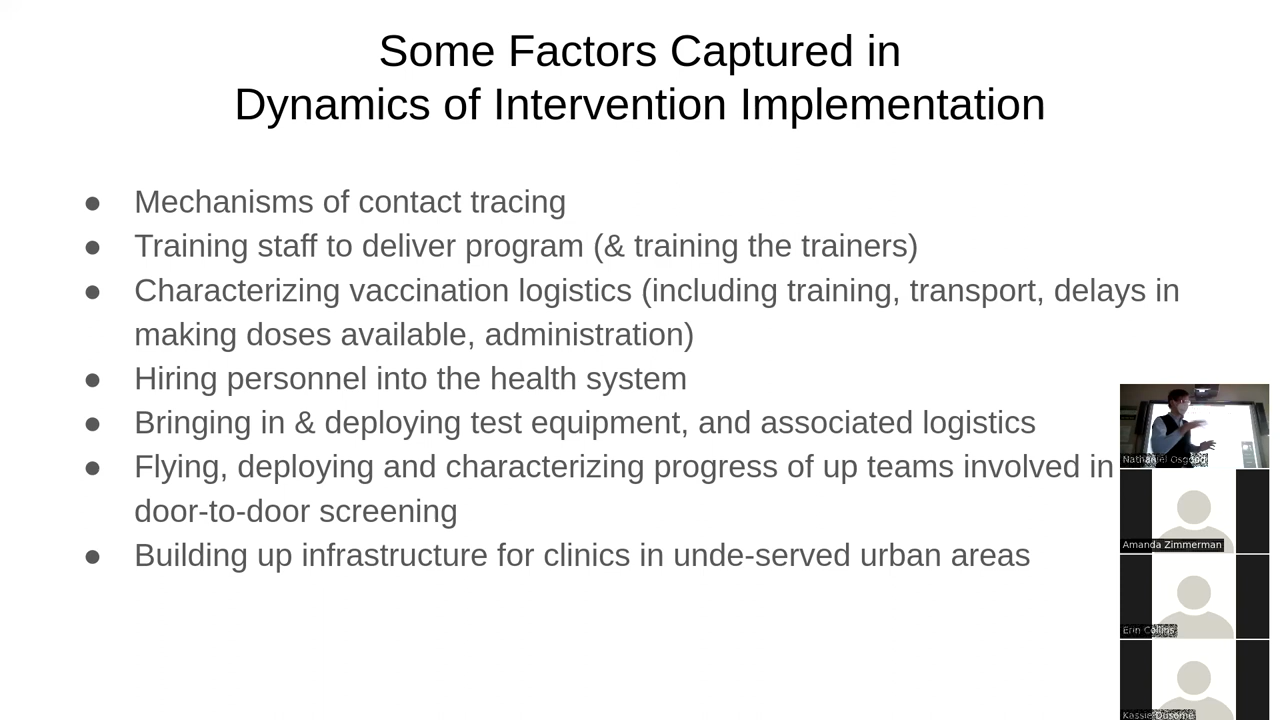 Some Factors Captured in
Dynamics of Intervention Implementation
● Mechanisms of contact tracing
● Training staff to deliver program (& training the trainers)
● Characterizing vaccination logistics (including training, transport, delays in
making doses available, administration)
● Hiring personnel into the health system
● Bringing in & deploying test equipment, and associated logistics
● Flying, deploying and characterizing progress of up teams involved in
door-to-door screening
● Building up infrastructure for clinics in unde-served urban areas
Nathaniel Osgood
Amanda Zimmerman
Erin Collins
Kassie